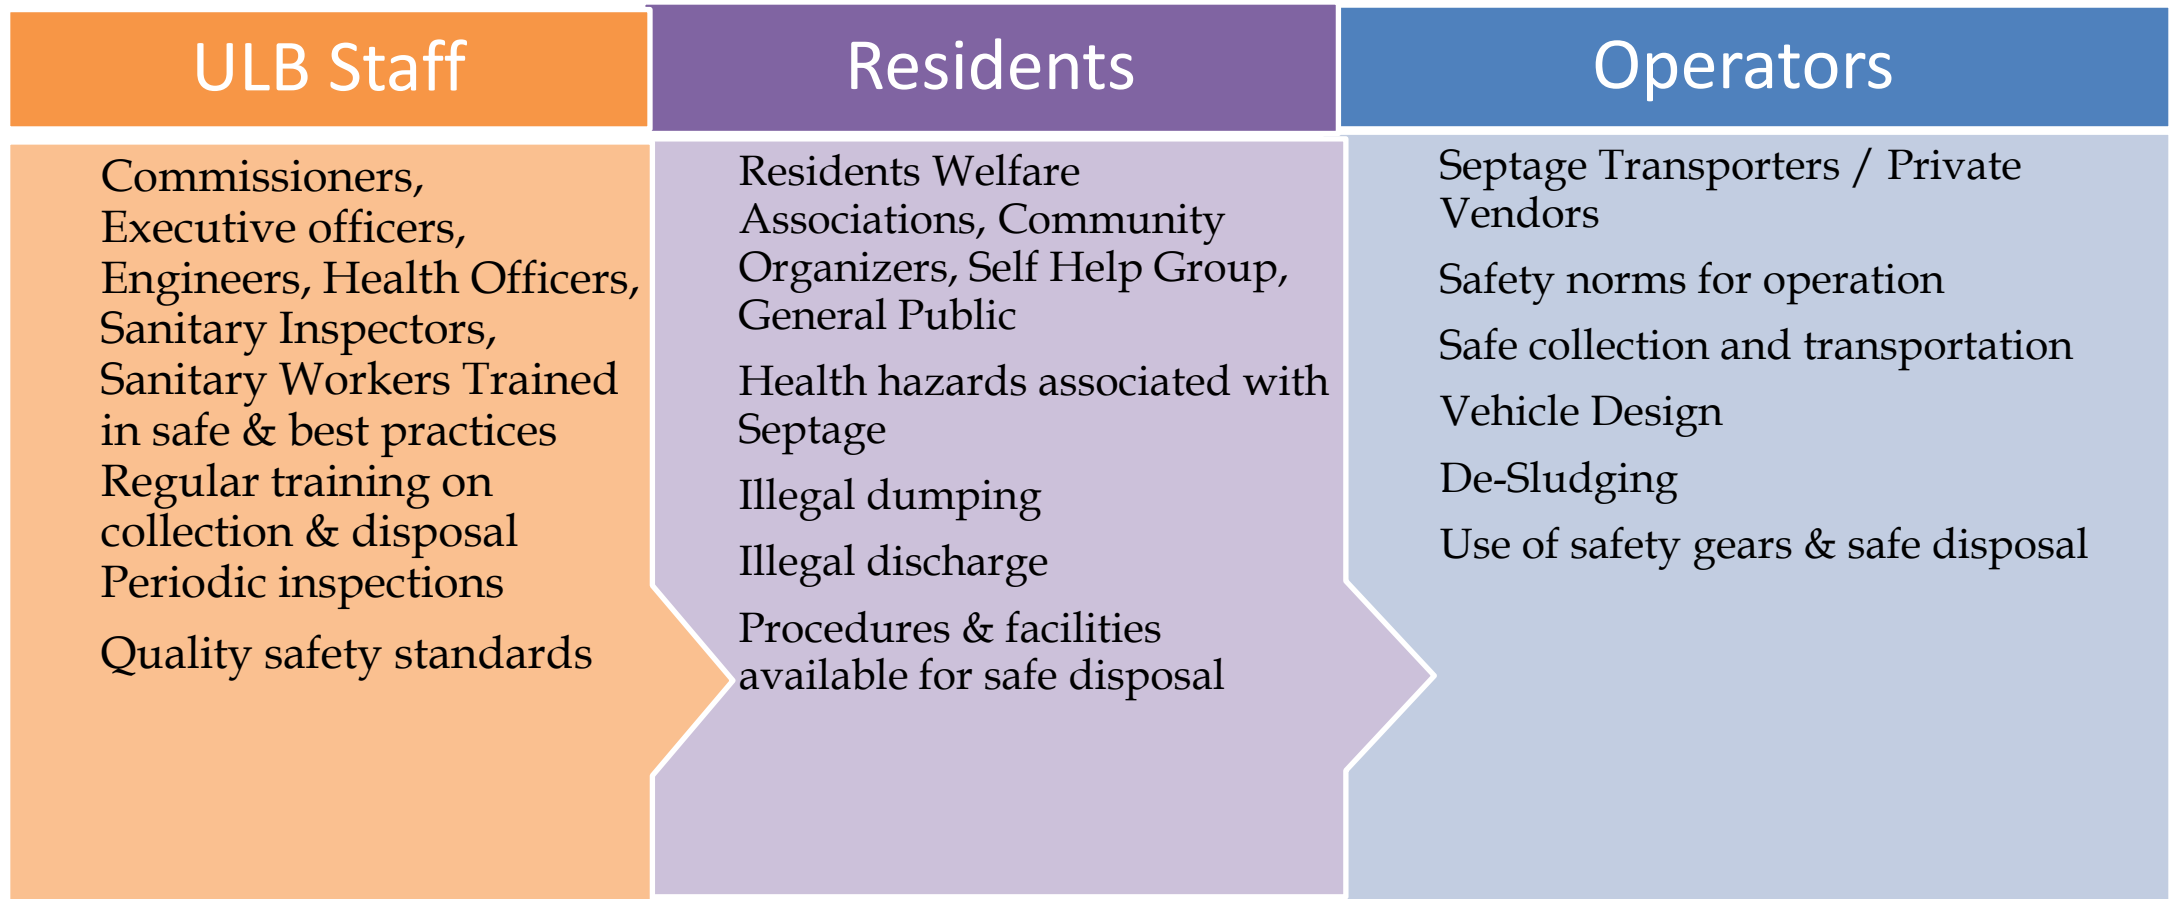 ULB Staff
Commissioners,
Executive officers,
Engineers, Health Officers,
Sanitary Inspectors,
Sanitary Workers Trained
in safe & best practices
Regular training on
collection & disposal
Periodic inspections
Quality safety standards
Residents
Residents Welfare
Associations, Community
Organizers, Self Help Group,
General Public
Health hazards associated with
Septage
Illegal dumping
Illegal discharge
Procedures & facilities
available for safe disposal
Operators
Septage Transporters / Private
Vendors
Safety norms for operation
Safe collection and transportation
Vehicle Design
De-Sludging
Use of safety gears & safe disposal